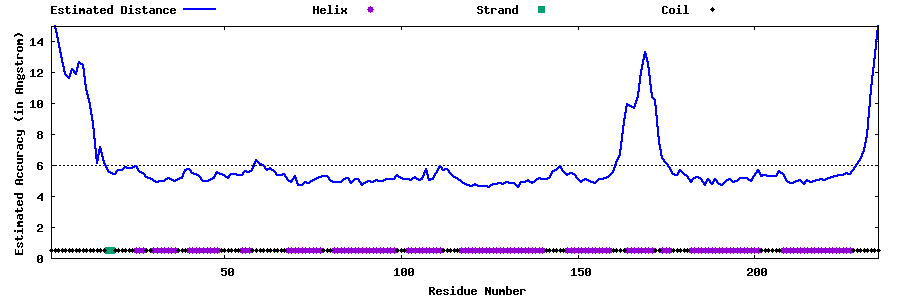 Estimated Distance Helix Strand Coil
Estimated Accuracy (in Angstrom)
14
12
10
8
6
4
2
0
50 100 150 200
Residue Number